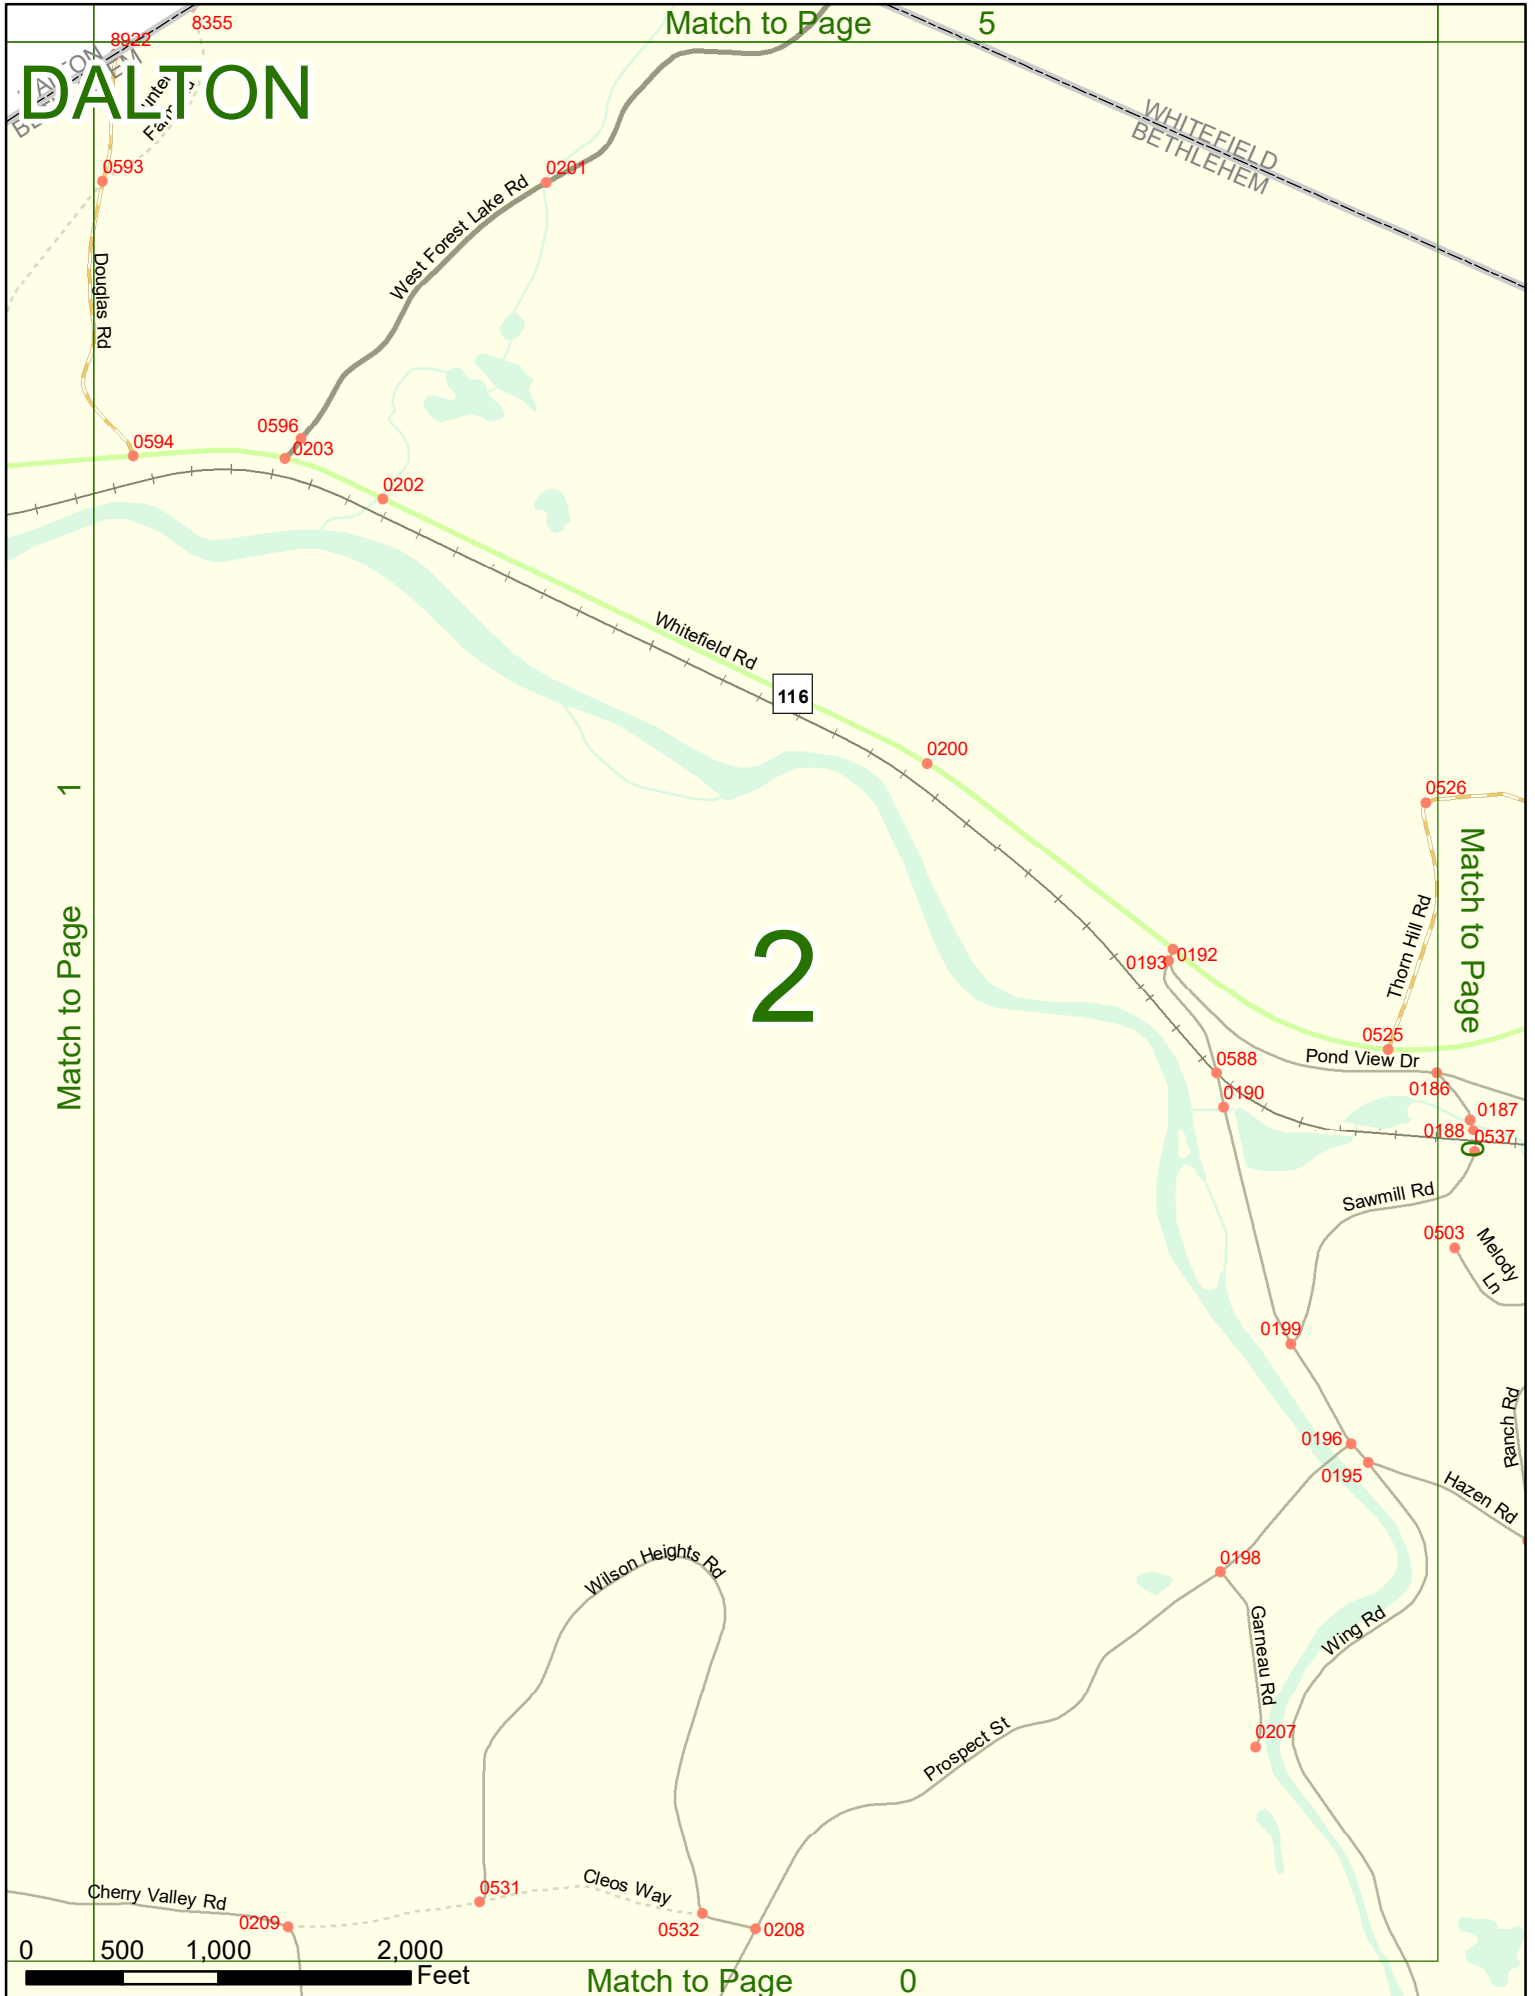 8355
Match to Page 5
8922
DALTON
WHITEFIELD
BETHLEHEM
0593
0201
West Forest Lake Rd
Douglas Rd
0596
0594
0203
0202
Whitefield Rd
116
0200
1
0526
Match to Page
Match to Page
Thorn Hill Rd
2
0193
0192
0525
Pond View Dr
0588
0186
0190
0187
0188
0537
0
Sawmill Rd
0503
Melody
Ln
0199
Ranch Rd
0196
0195
Hazen Rd
Wilson Heights Rd
0198
Garneau Rd
Wing Rd
Prospect St
0207
Cleos Way
0531
Cherry Valley Rd
0209
0532
0208
0 500 1,000 2,000
Feet
Match to Page 0